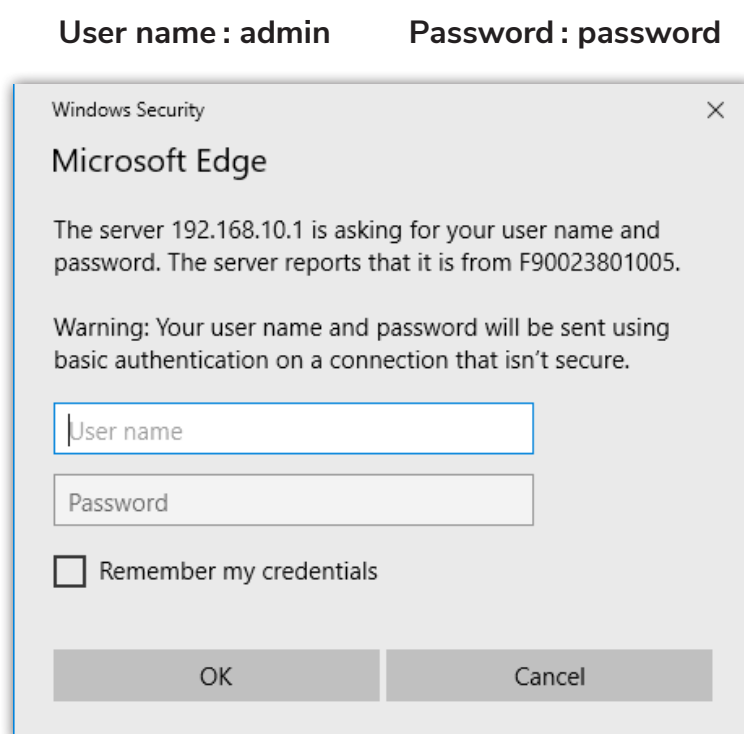 User name : admin Password : password
Windows Security
Microsoft Edge
The server 192.168.10.1 is asking for your user name and
password. The server reports that it is from F90023801005.
Warning: Your user name and password will be sent using
basic authentication on a connection that isn't secure.
User name
Password
Remember my credentials
OK Cancel